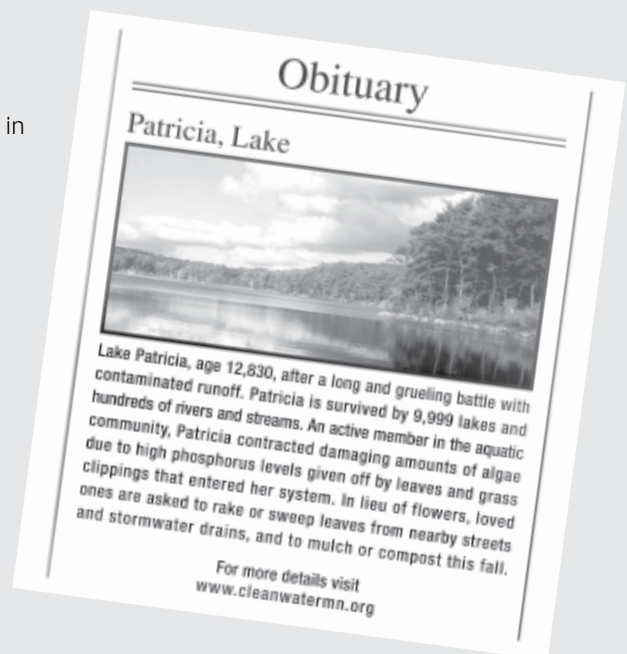 in
Obituary
Patricia, Lake
Lake Patricia, age 12,830, after a long and grueling battle with
contaminated runoff. Patricia is survived by 9,999 lakes and
hundreds of rivers and streams. An active member in the aquatic
community, Patricia contracted damaging amounts of algae
due to high phosphorus levels given off by leaves and grass
clippings that entered her system. In lieu of flowers, loved
ones are asked to rake or sweep leaves from nearby streets
and stormwater drains, and to mulch or compost this fall.
For more details visit
www.cleanwatermn.org